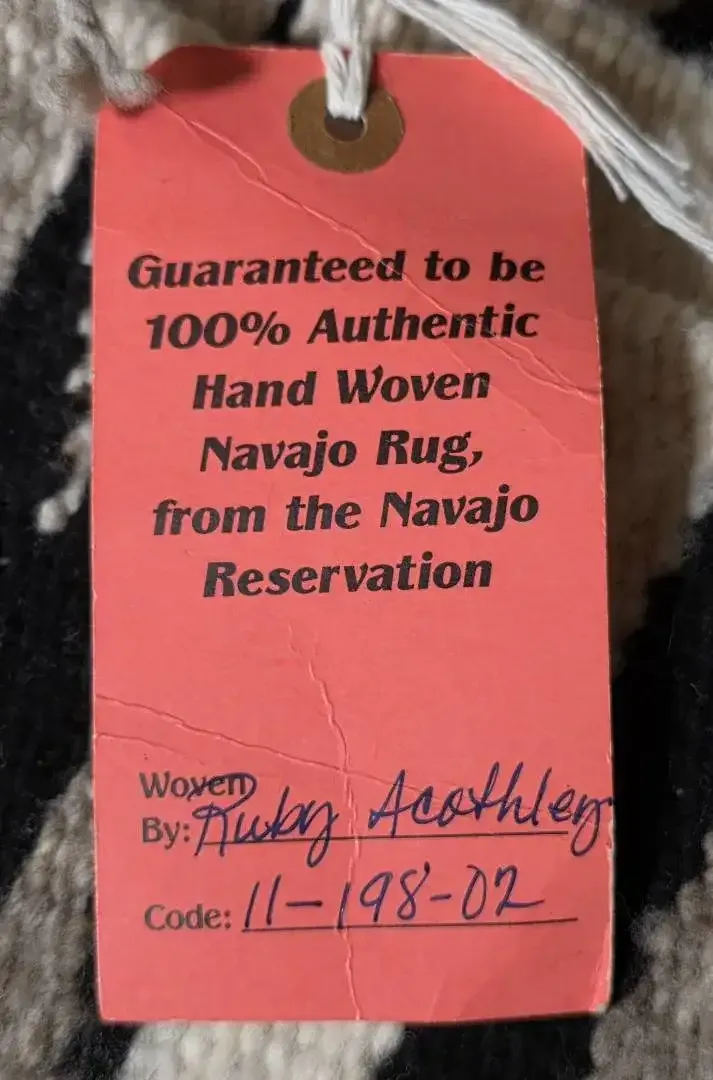 Guaranteed to be
100% Authentic
Hand Woven
Navajo Rug,
from the Navajo
Reservation
Woven
By: Ruby Acothley
Code: 11-198-02